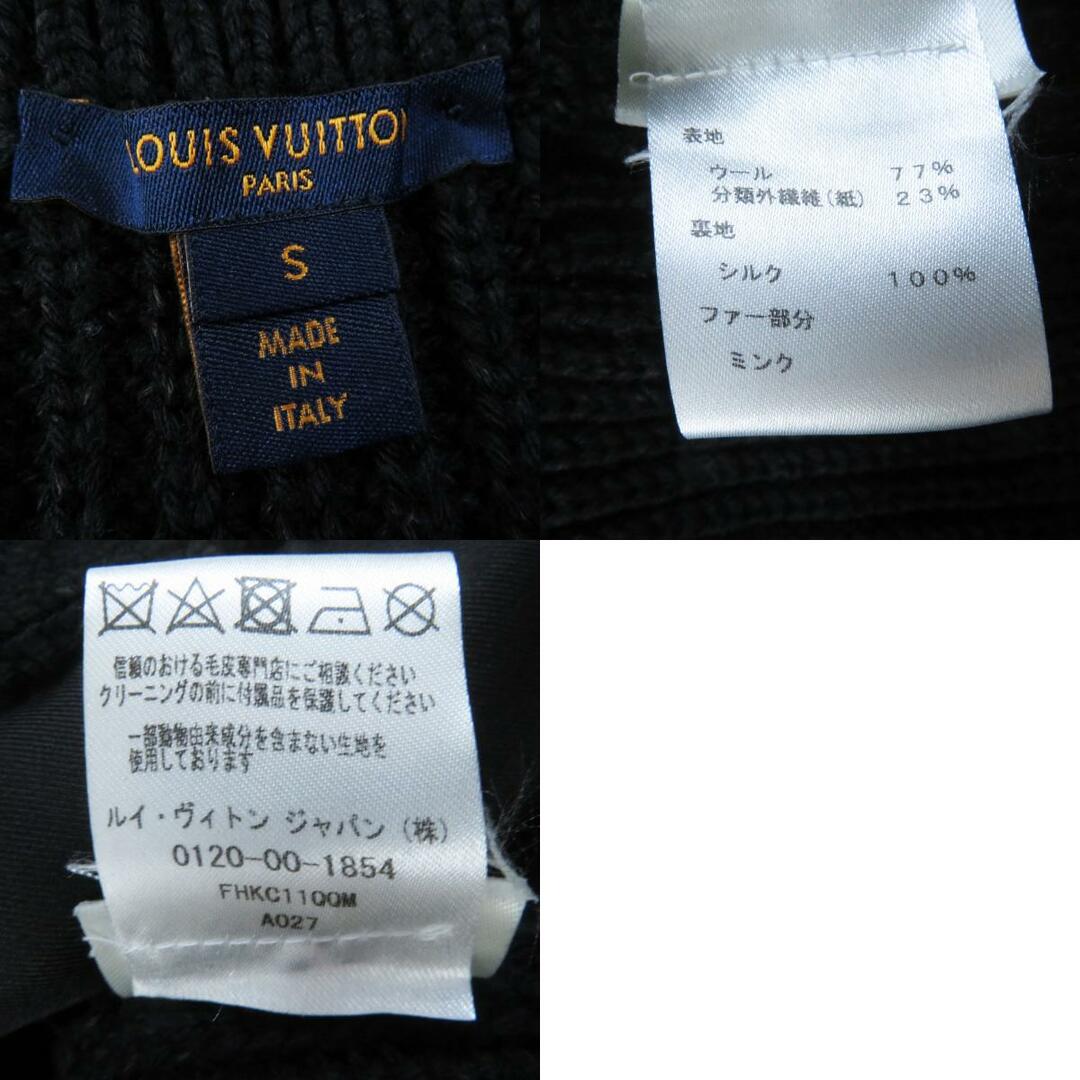 LOUIS VUITTON
PARIS
S
MADE
IN
ITALY
表地
ウール 77%
分類外繊維(紙) 23%
裏地
シルク 100%
ファー部分
ミンク
信頼のおける毛皮専門店にご相談ください
クリーニングの前に付属品を保護してください
一部動物由来成分を含まない生地を
使用しております
ルイ・ヴィトン ジャパン(株)
0120-00-1854
FHKC1100M
A027